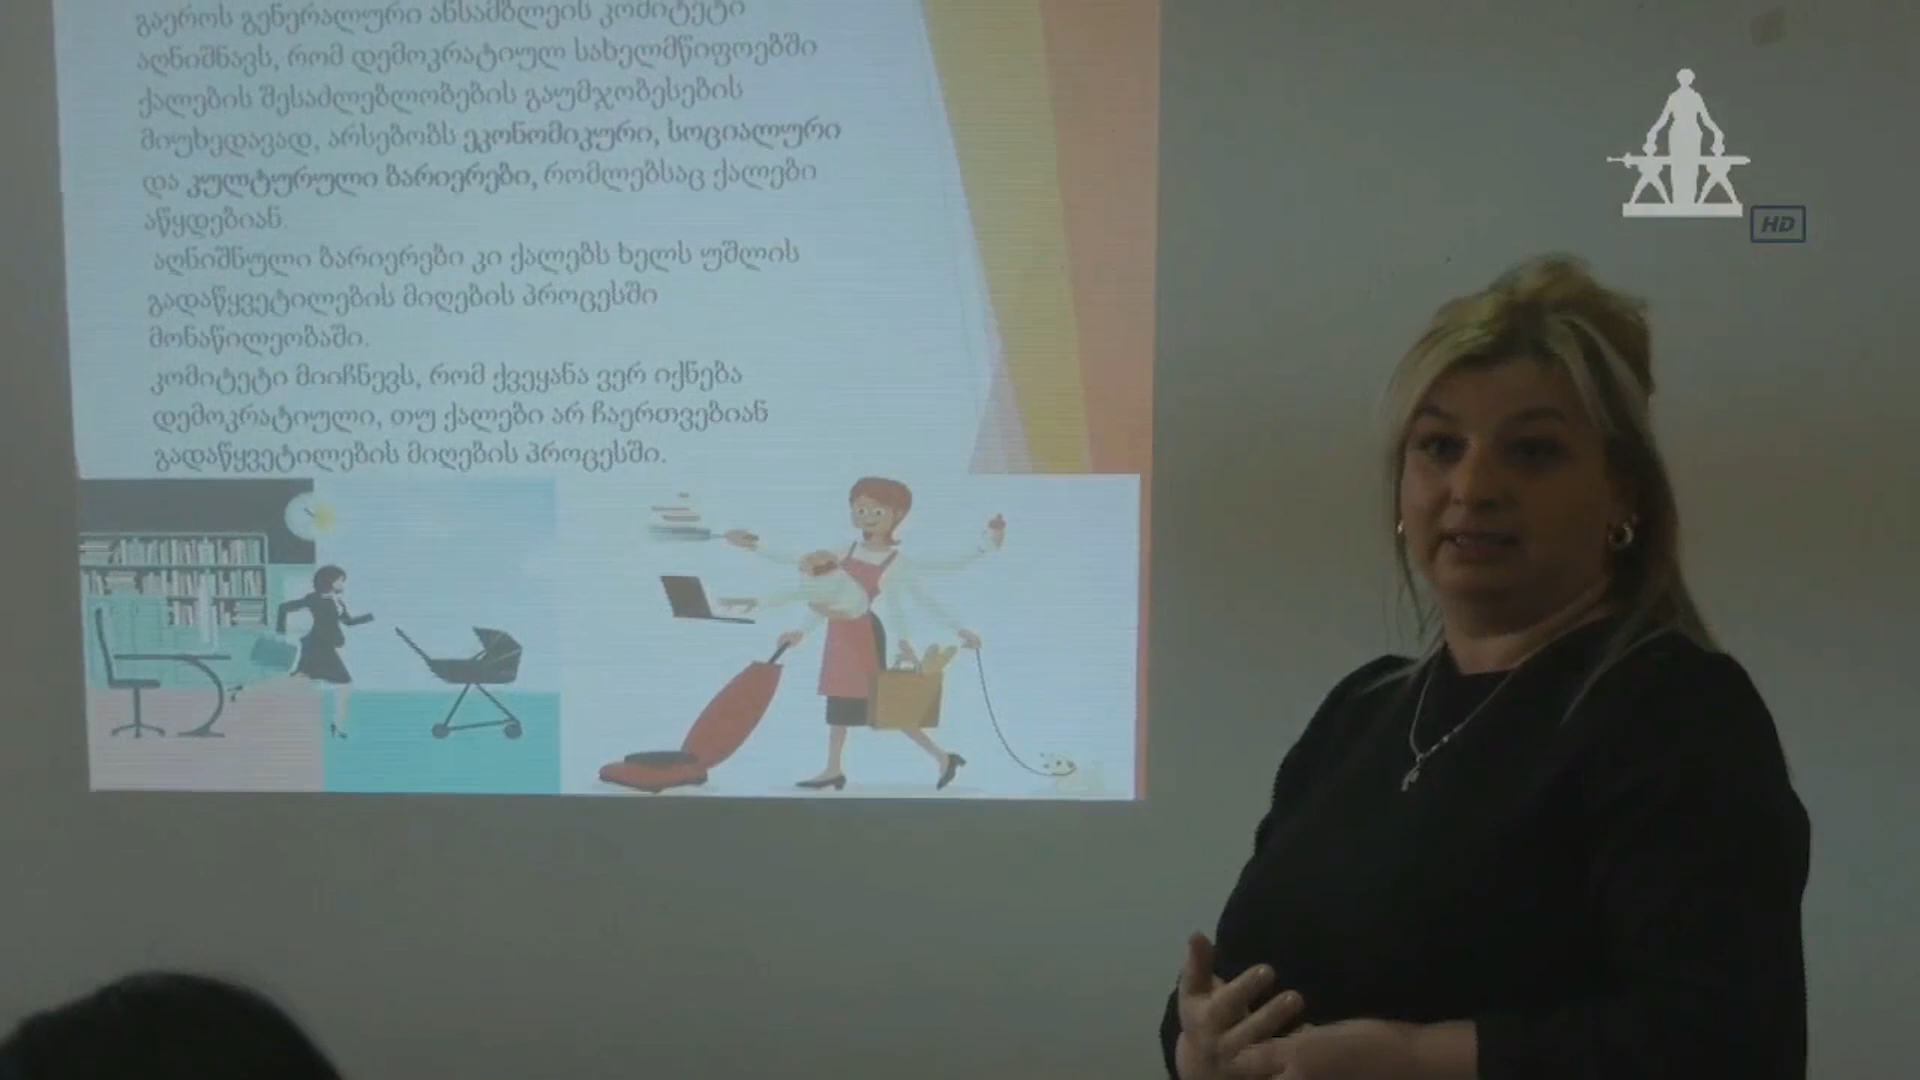 გაეროს გენერალური ანსამბლეის კომიტეტი
აღნიშნავს, რომ დემოკრატიულ სახელმწიფოებში
ქალების შესაძლებლობების გაუმჯობესების
მიუხედავად, არსებობს ეკონომიკური, სოციალური
და კულტურული ბარიერები, რომლებსაც ქალები
აწყდებიან.
აღნიშნული ბარიერები კი ქალებს ხელს უშლის
გადაწყვეტილების მიღების პროცესში
მონაწილეობაში.
კომიტეტი მიიჩნევს, რომ ქვეყანა ვერ იქნება
დემოკრატიული, თუ ქალები არ ჩაერთვებიან
გადაწყვეტილების მიღების პროცესში.
HD